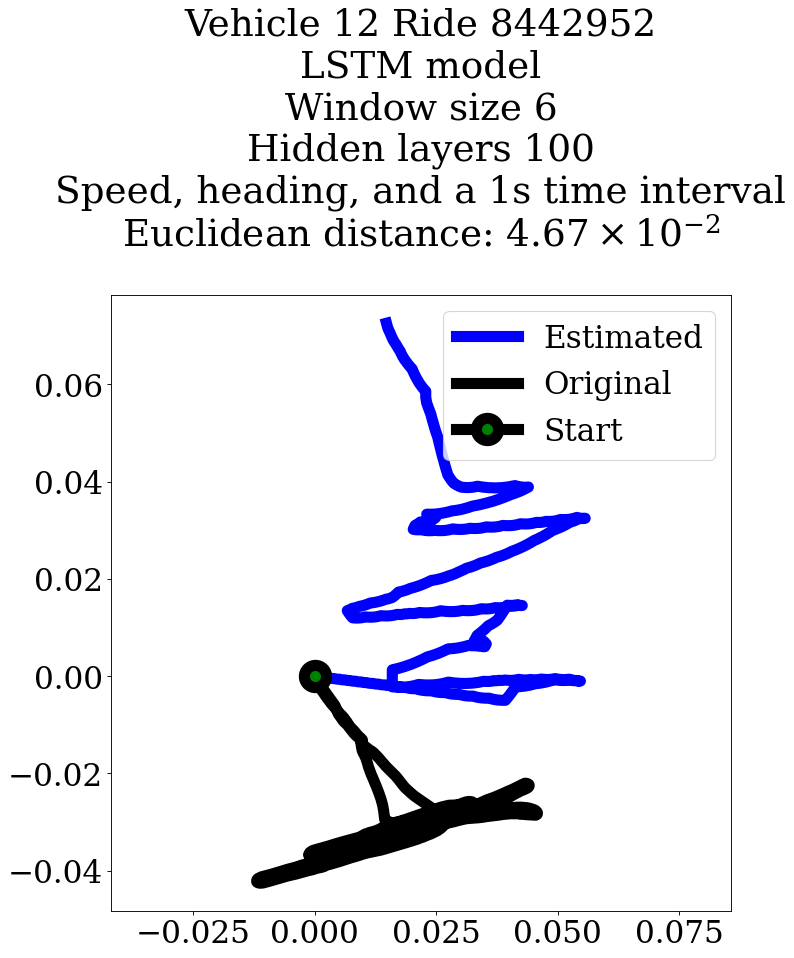 Vehicle 12 Ride 8442952
LSTM model
Window size 6
Hidden layers 100
Speed, heading, and a 1s time interval
Euclidean distance: 4.67 × 10⁻²
Estimated
Original
Start
0.06
0.04
0.02
0.00
−0.02
−0.04
−0.025 0.000 0.025 0.050 0.075